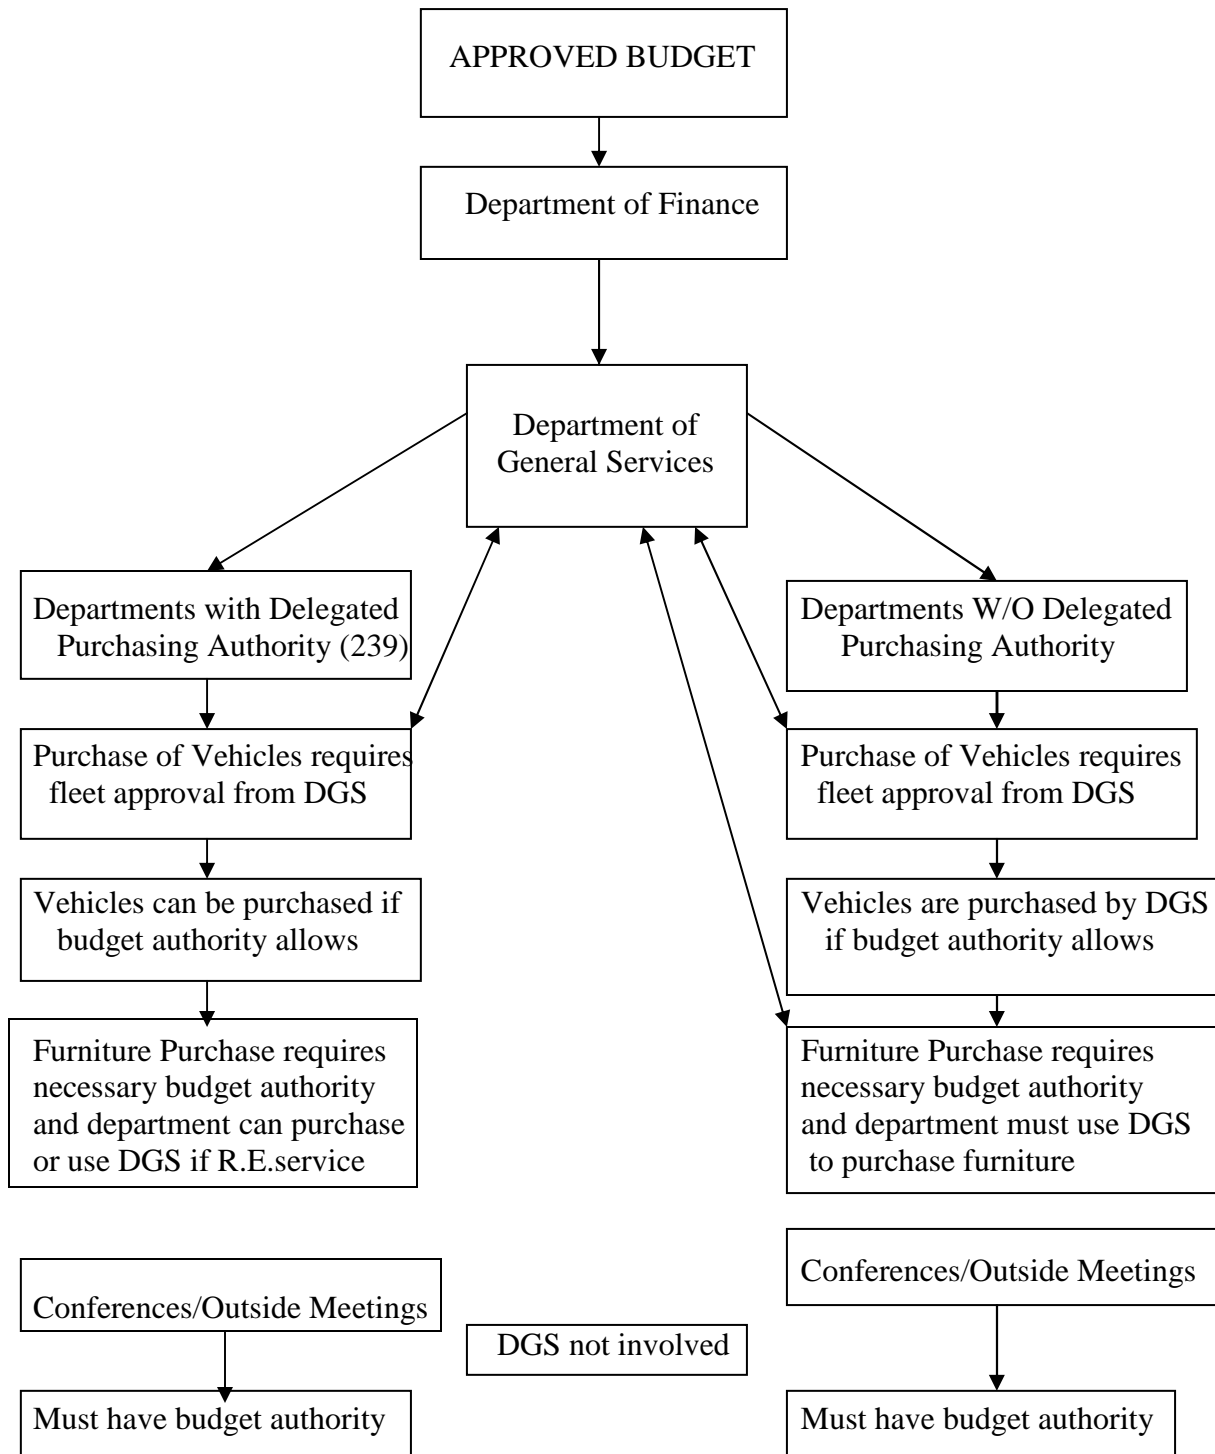 APPROVED BUDGET
Department of Finance
Department of
General Services
Departments with Delegated
Purchasing Authority (239)
Departments W/O Delegated
Purchasing Authority
Purchase of Vehicles requires
fleet approval from DGS
Purchase of Vehicles requires
fleet approval from DGS
Vehicles can be purchased if
budget authority allows
Vehicles are purchased by DGS
if budget authority allows
Furniture Purchase requires
necessary budget authority
and department can purchase
or use DGS if R.E.service
Furniture Purchase requires
necessary budget authority
and department must use DGS
to purchase furniture
Conferences/Outside Meetings
Conferences/Outside Meetings
DGS not involved
Must have budget authority
Must have budget authority